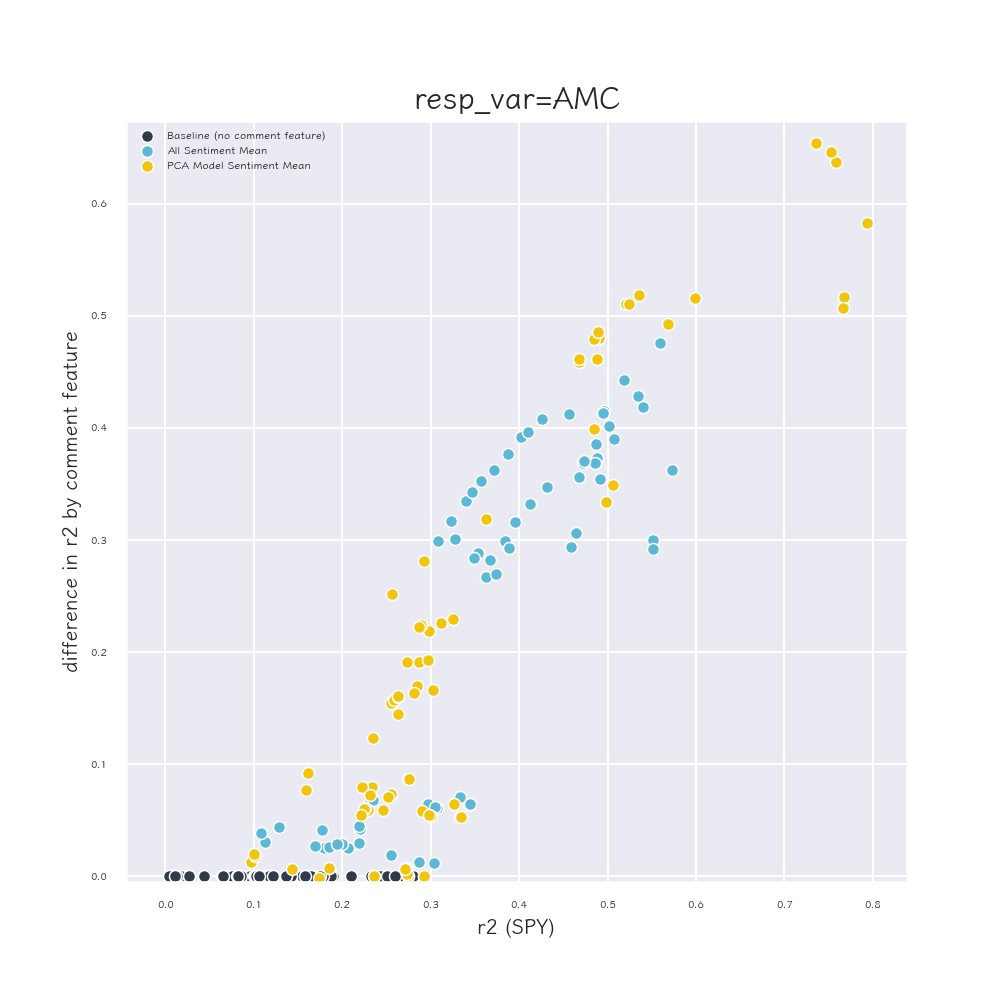 resp_var=AMC
Baseline (no comment feature)
All Sentiment Mean
PCA Model Sentiment Mean
difference in r2 by comment feature
0.6
0.5
0.4
0.3
0.2
0.1
0.0
0.0 0.1 0.2 0.3 0.4 0.5 0.6 0.7 0.8
r2 (SPY)